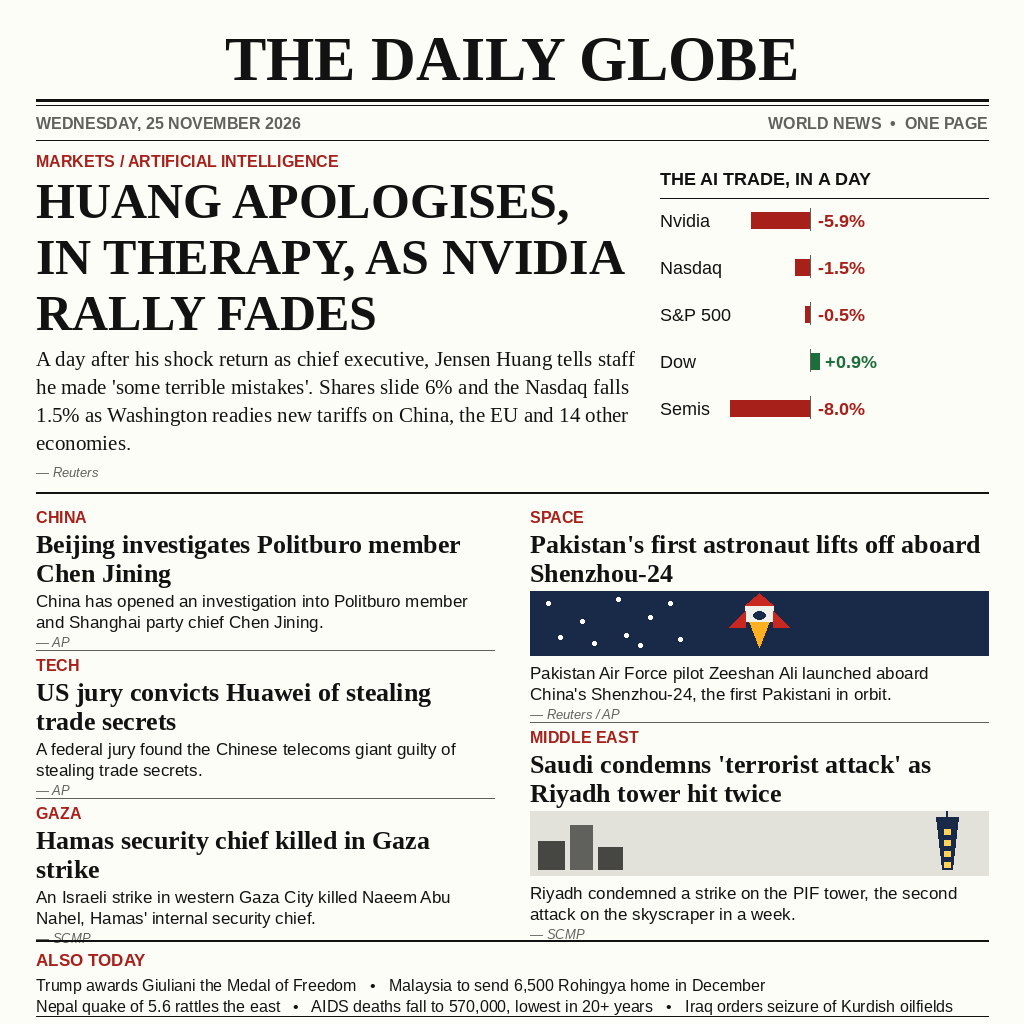 THE DAILY GLOBE
WEDNESDAY, 25 NOVEMBER 2026
WORLD NEWS • ONE PAGE
MARKETS / ARTIFICIAL INTELLIGENCE
HUANG APOLOGISES,
IN THERAPY, AS NVIDIA
RALLY FADES
A day after his shock return as chief executive, Jensen Huang tells staff
he made 'some terrible mistakes'. Shares slide 6% and the Nasdaq falls
1.5% as Washington readies new tariffs on China, the EU and 14 other
economies.
— Reuters
THE AI TRADE, IN A DAY
Nvidia -5.9%
Nasdaq -1.5%
S&P 500 -0.5%
Dow +0.9%
Semis -8.0%
CHINA
Beijing investigates Politburo member
Chen Jining
China has opened an investigation into Politburo member
and Shanghai party chief Chen Jining.
— AP
TECH
US jury convicts Huawei of stealing
trade secrets
A federal jury found the Chinese telecoms giant guilty of
stealing trade secrets.
— AP
GAZA
Hamas security chief killed in Gaza
strike
An Israeli strike in western Gaza City killed Naeem Abu
Nahel, Hamas' internal security chief.
— SCMP
SPACE
Pakistan's first astronaut lifts off aboard
Shenzhou-24
Pakistan Air Force pilot Zeeshan Ali launched aboard
China's Shenzhou-24, the first Pakistani in orbit.
— Reuters / AP
MIDDLE EAST
Saudi condemns 'terrorist attack' as
Riyadh tower hit twice
Riyadh condemned a strike on the PIF tower, the second
attack on the skyscraper in a week.
— SCMP
ALSO TODAY
Trump awards Giuliani the Medal of Freedom • Malaysia to send 6,500 Rohingya home in December
Nepal quake of 5.6 rattles the east • AIDS deaths fall to 570,000, lowest in 20+ years • Iraq orders seizure of Kurdish oilfields